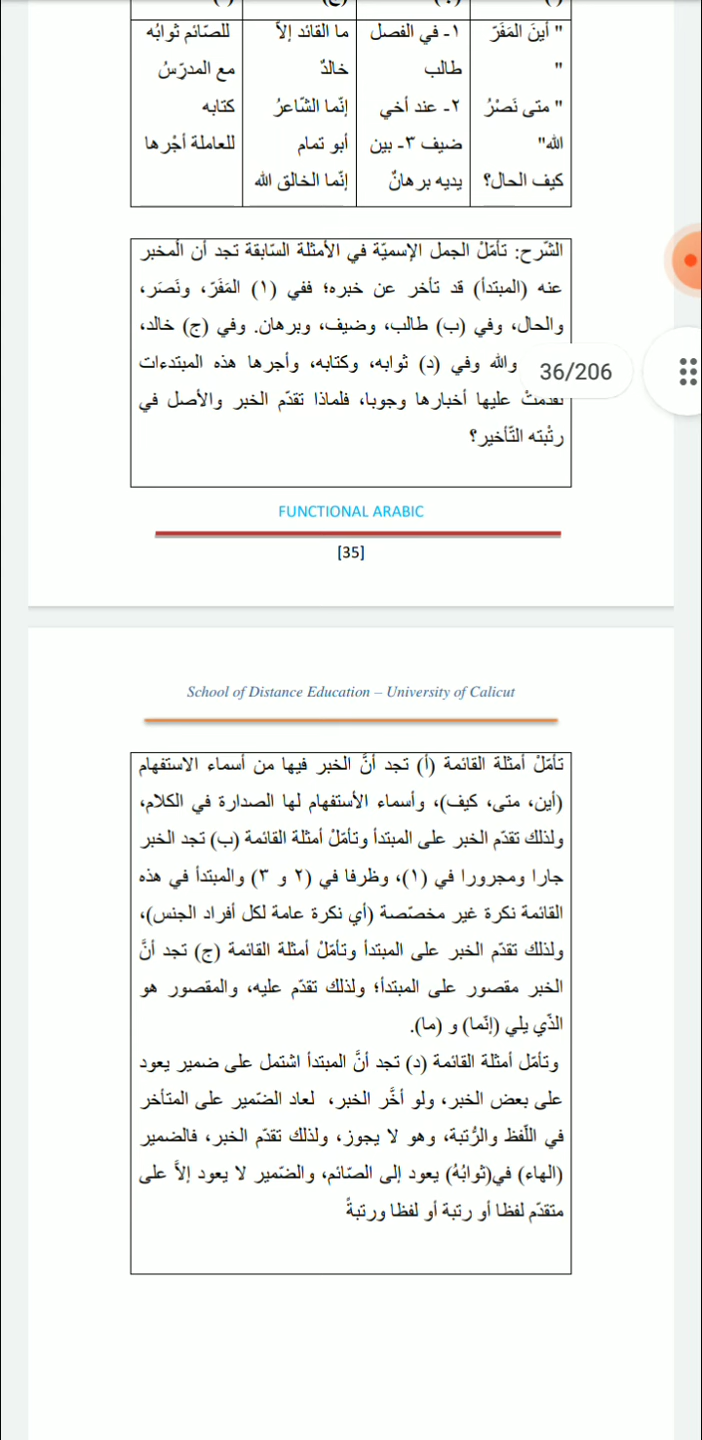 " أينَ المَفَرّ
"
" متى نَصْرُ
الله"
كيف الحال؟
١- في الفصل
طالب
٢- عند أخي
ضيف ٣- بين
يديه برهانٌ
ما القائد إلاّ
خالدٌ
إنّما الشّاعرُ
أبو تمام
إنّما الخالق الله
للصائم ثوابُه
مع المدرّسُ
كتابه
للعاملة أجْرها
الشّرح: تأمّلْ الجمل الإسميّة في الأمثلة السّابقة تجد أن المخبر
عنه (المبتدأ) قد تأخر عن خبره؛ ففي (١) المَفَرّ، ونَصر،
والحال، وفي (ب) طالب، وضيف، وبرهان. وفي (ج) خالد،
والله وفي (د) ثوابه، وكتابه، وأجرها هذه المبتدءات
تقدمتْ عليها أخبارها وجوبا، فلماذا تقدّم الخبر والأصل في
رتْبته التّأخير؟
36/206
FUNCTIONAL ARABIC
[35]
School of Distance Education – University of Calicut
تأمّلْ أمثلة القائمة (أ) تجد أنَّ الخبر فيها من أسماء الاستفهام
(أين، متى، كيف)، وأسماء الأستفهام لها الصدارة في الكلام،
ولذلك تقدّم الخبر على المبتدأ وتأمّلْ أمثلة القائمة (ب) تجد الخبر
جارا ومجرورا في (١)، وظرفا في (٢ و ٣) والمبتدأ في هذه
القائمة نكرة غير مخصّصة (أي نكرة عامة لكل أفراد الجنس)،
ولذلك تقدّم الخبر على المبتدأ وتأمّلْ أمثلة القائمة (ج) تجد أنَّ
الخبر مقصور على المبتدأ؛ ولذلك تقدّم عليه، والمقصور هو
الذّي يلي (إنّما) و (ما).
وتأمّل أمثلة القائمة (د) تجد أنَّ المبتدأ اشتمل على ضمير يعود
على بعض الخبر، ولو أخَّر الخبر، لعاد الضّمير على المتأخر
في اللّفظ والرُّتبة، وهو لا يجوز، ولذلك تقدّم الخبر، فالضمير
(الهاء) في(ثوابُهُ) يعود إلى الصّائم، والضّمير لا يعود إلاَّ على
متقدّم لفظا أو رتبة أو لفظا ورتبةً